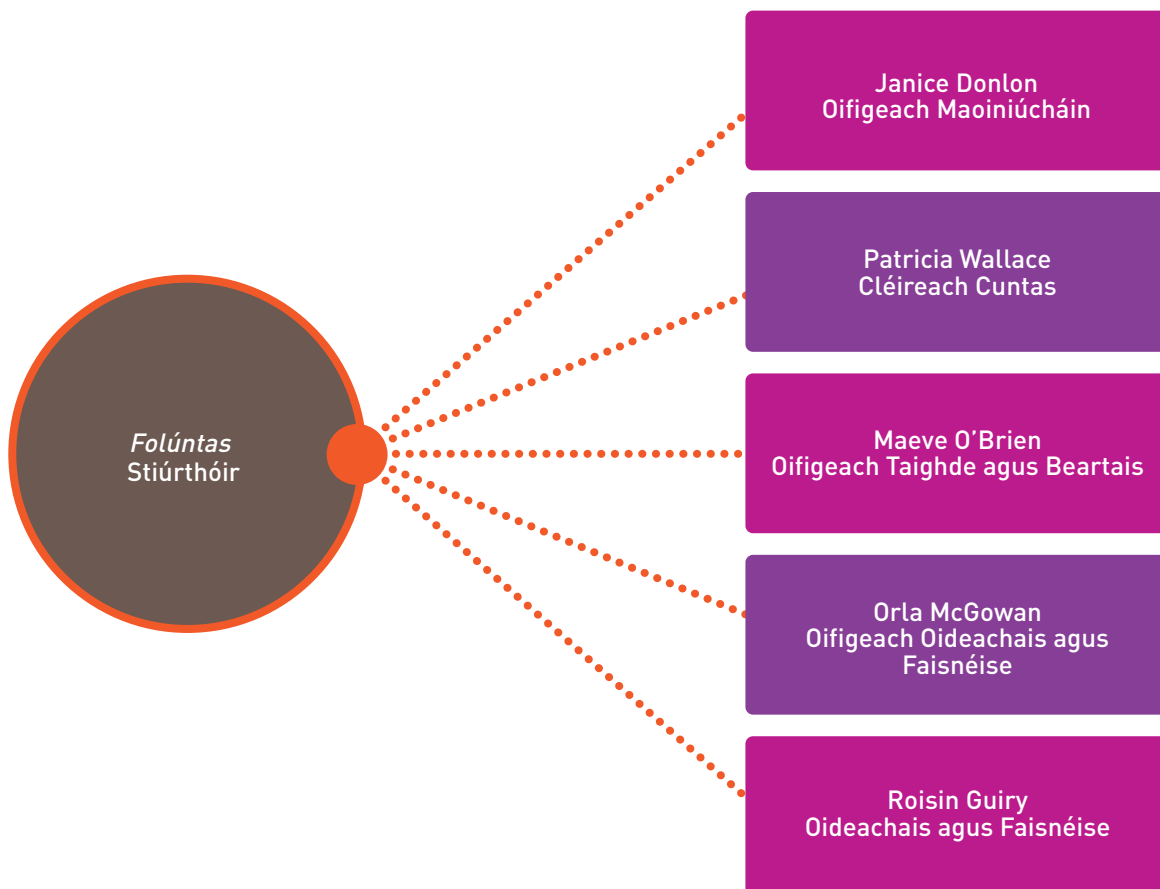 Folúntas
Stiúrthóir
Janice Donlon
Oifigeach Maoiniúcháin
Patricia Wallace
Cléireach Cuntas
Maeve O’Brien
Oifigeach Taighde agus Beartais
Orla McGowan
Oifigeach Oideachais agus
Faisnéise
Roisin Guiry
Oideachais agus Faisnéise